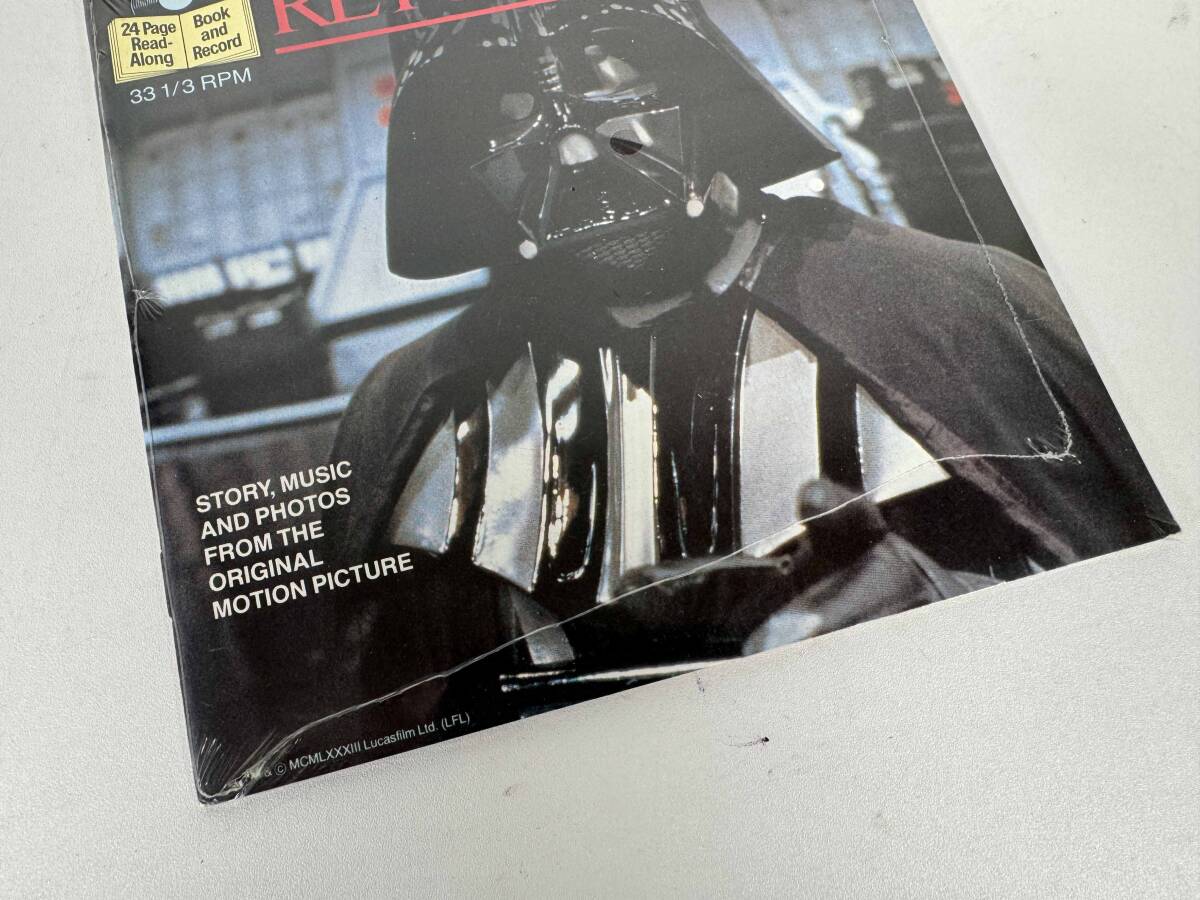 24 Page
Read-
Along
Book
and
Record
33 1/3 RPM
STORY, MUSIC
AND PHOTOS
FROM THE
ORIGINAL
MOTION PICTURE
& © MCMLXXXIII Lucasfilm Ltd. (LFL)